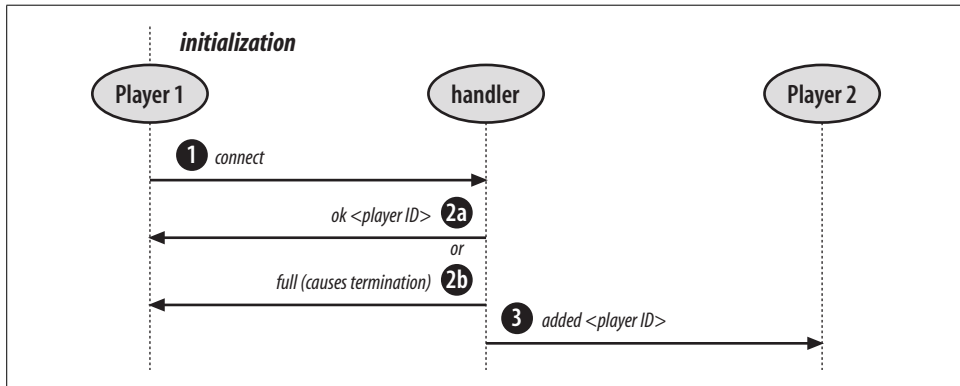 initialization
Player 1
handler
Player 2
1 connect
ok <player ID> 2a
or
full (causes termination) 2b
3 added <player ID>